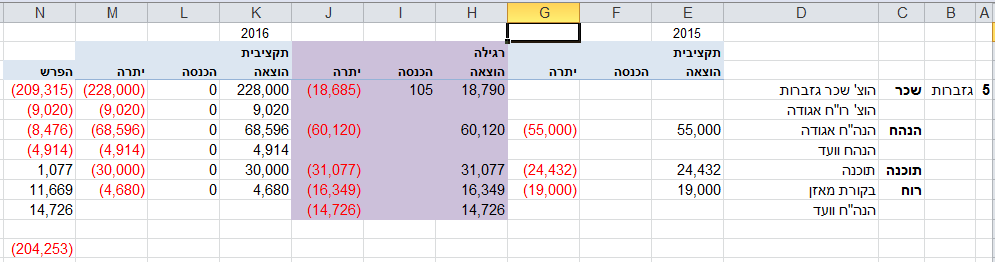 A B C D E F G H I J K L M N
2015 2016
תקציבית רגילה תקציבית
הוצאה הכנסה יתרה הוצאה הכנסה יתרה הוצאה הכנסה יתרה הפרש
5 גזברות שכר הוצ' שכר גזברות 18,790 105 (18,685) 228,000 0 (228,000) (209,315)
הוצ' רו"ח אגודה 9,020 0 (9,020) (9,020)
הנהח הנה"ח אגודה 55,000 (55,000) 60,120 (60,120) 68,596 0 (68,596) (8,476)
הנהח וועד 4,914 0 (4,914) (4,914)
תוכנה תוכנה 24,432 (24,432) 31,077 (31,077) 30,000 0 (30,000) 1,077
רוח בקורת מאזן 19,000 (19,000) 16,349 (16,349) 4,680 0 (4,680) 11,669
הנה"ח וועד 14,726 (14,726) 14,726
(204,253)